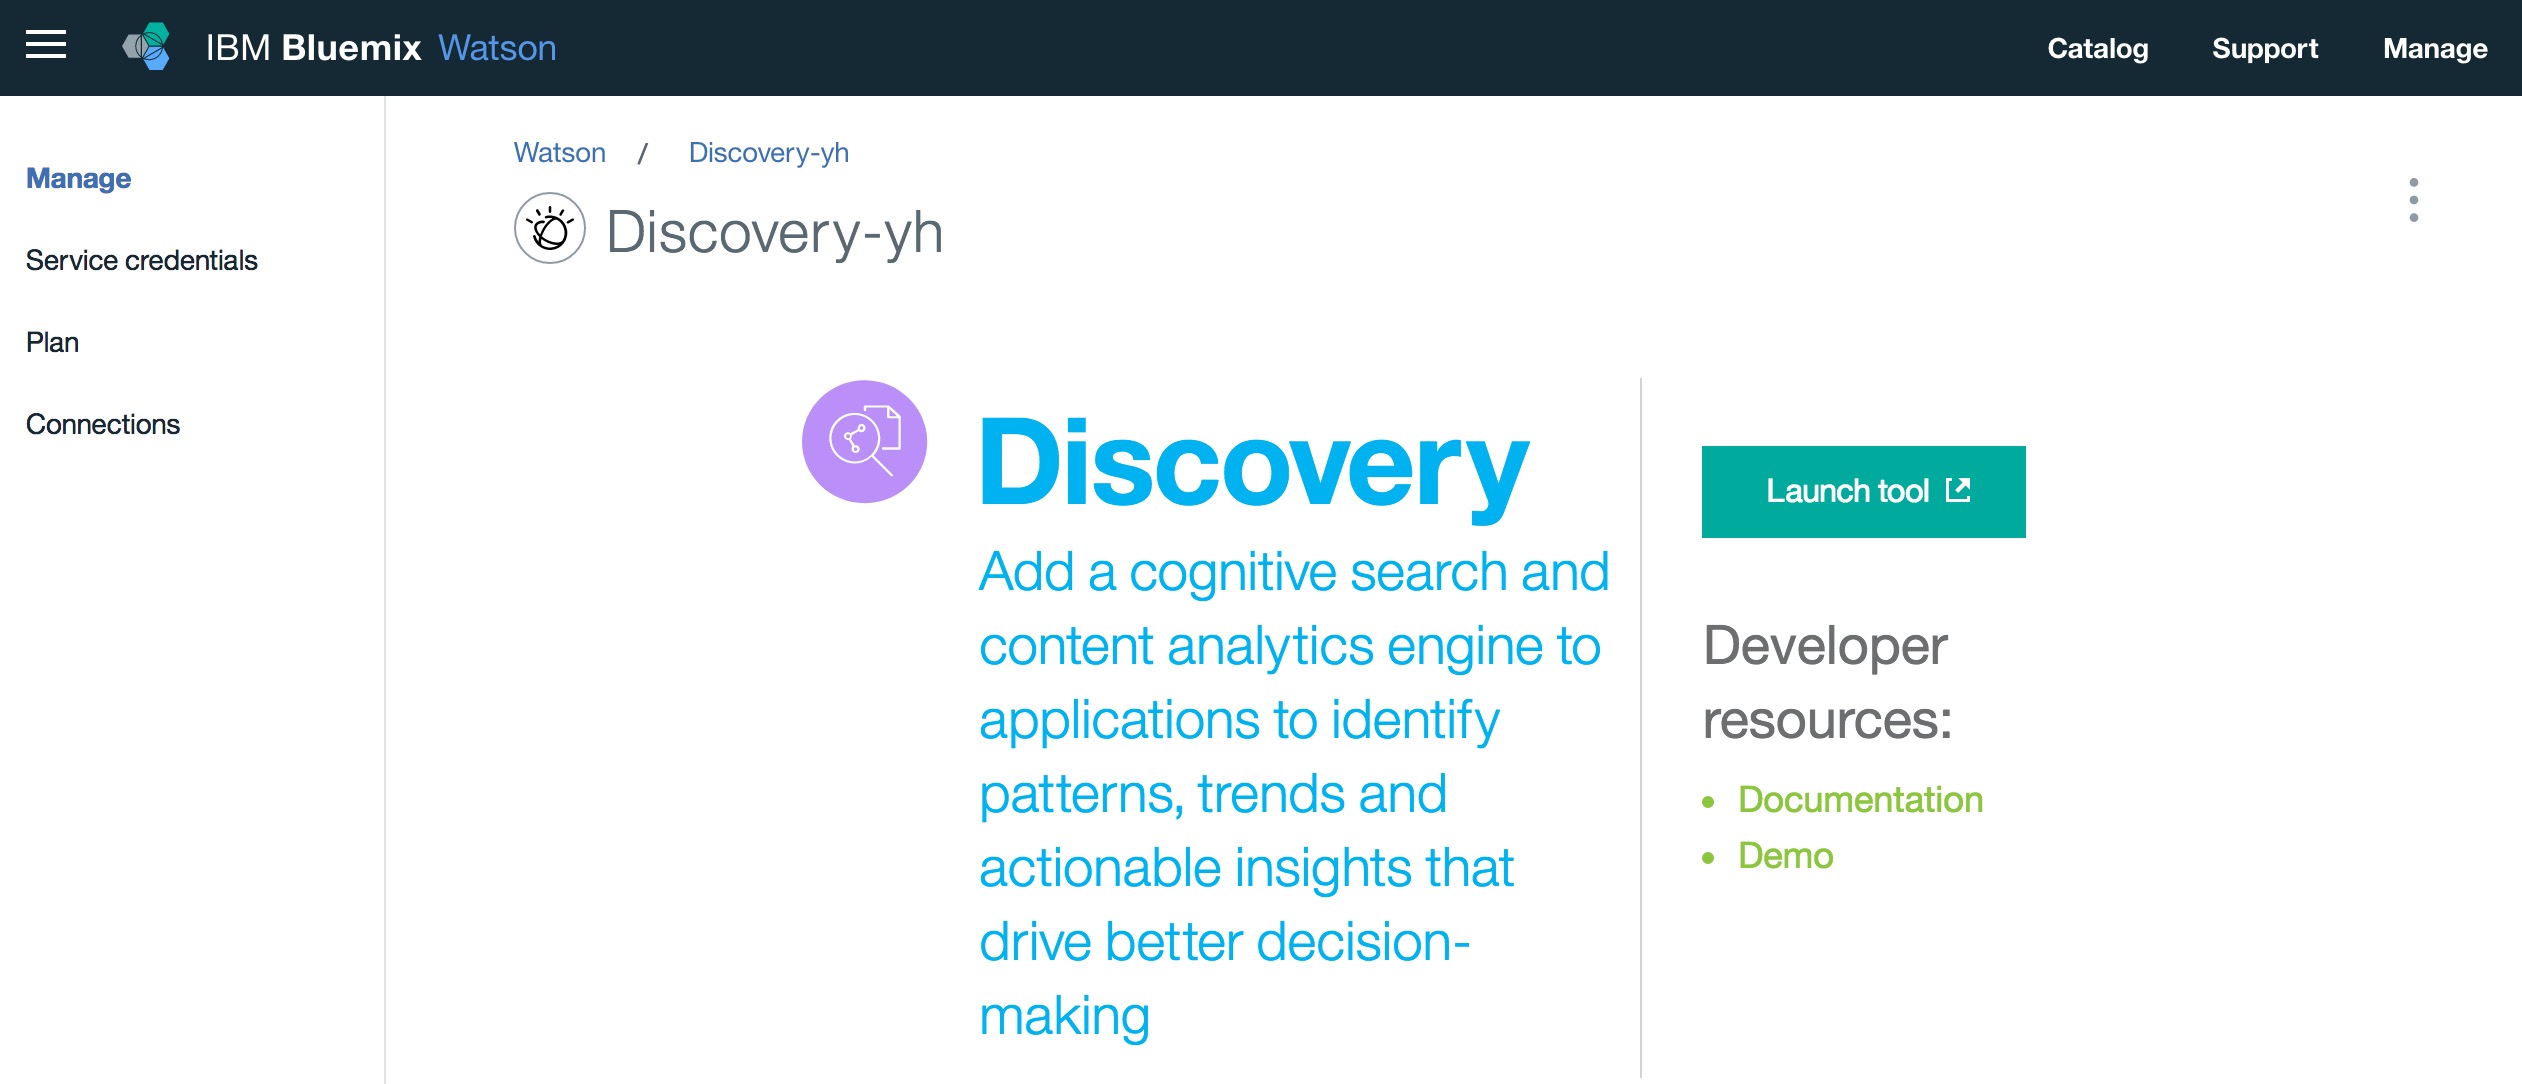 IBM Bluemix Watson
Catalog Support Manage
Manage
Service credentials
Plan
Connections
Watson / Discovery-yh
Discovery-yh
Discovery
Add a cognitive search and
content analytics engine to
applications to identify
patterns, trends and
actionable insights that
drive better decision-
making
Launch tool
Developer
resources:
Documentation
Demo